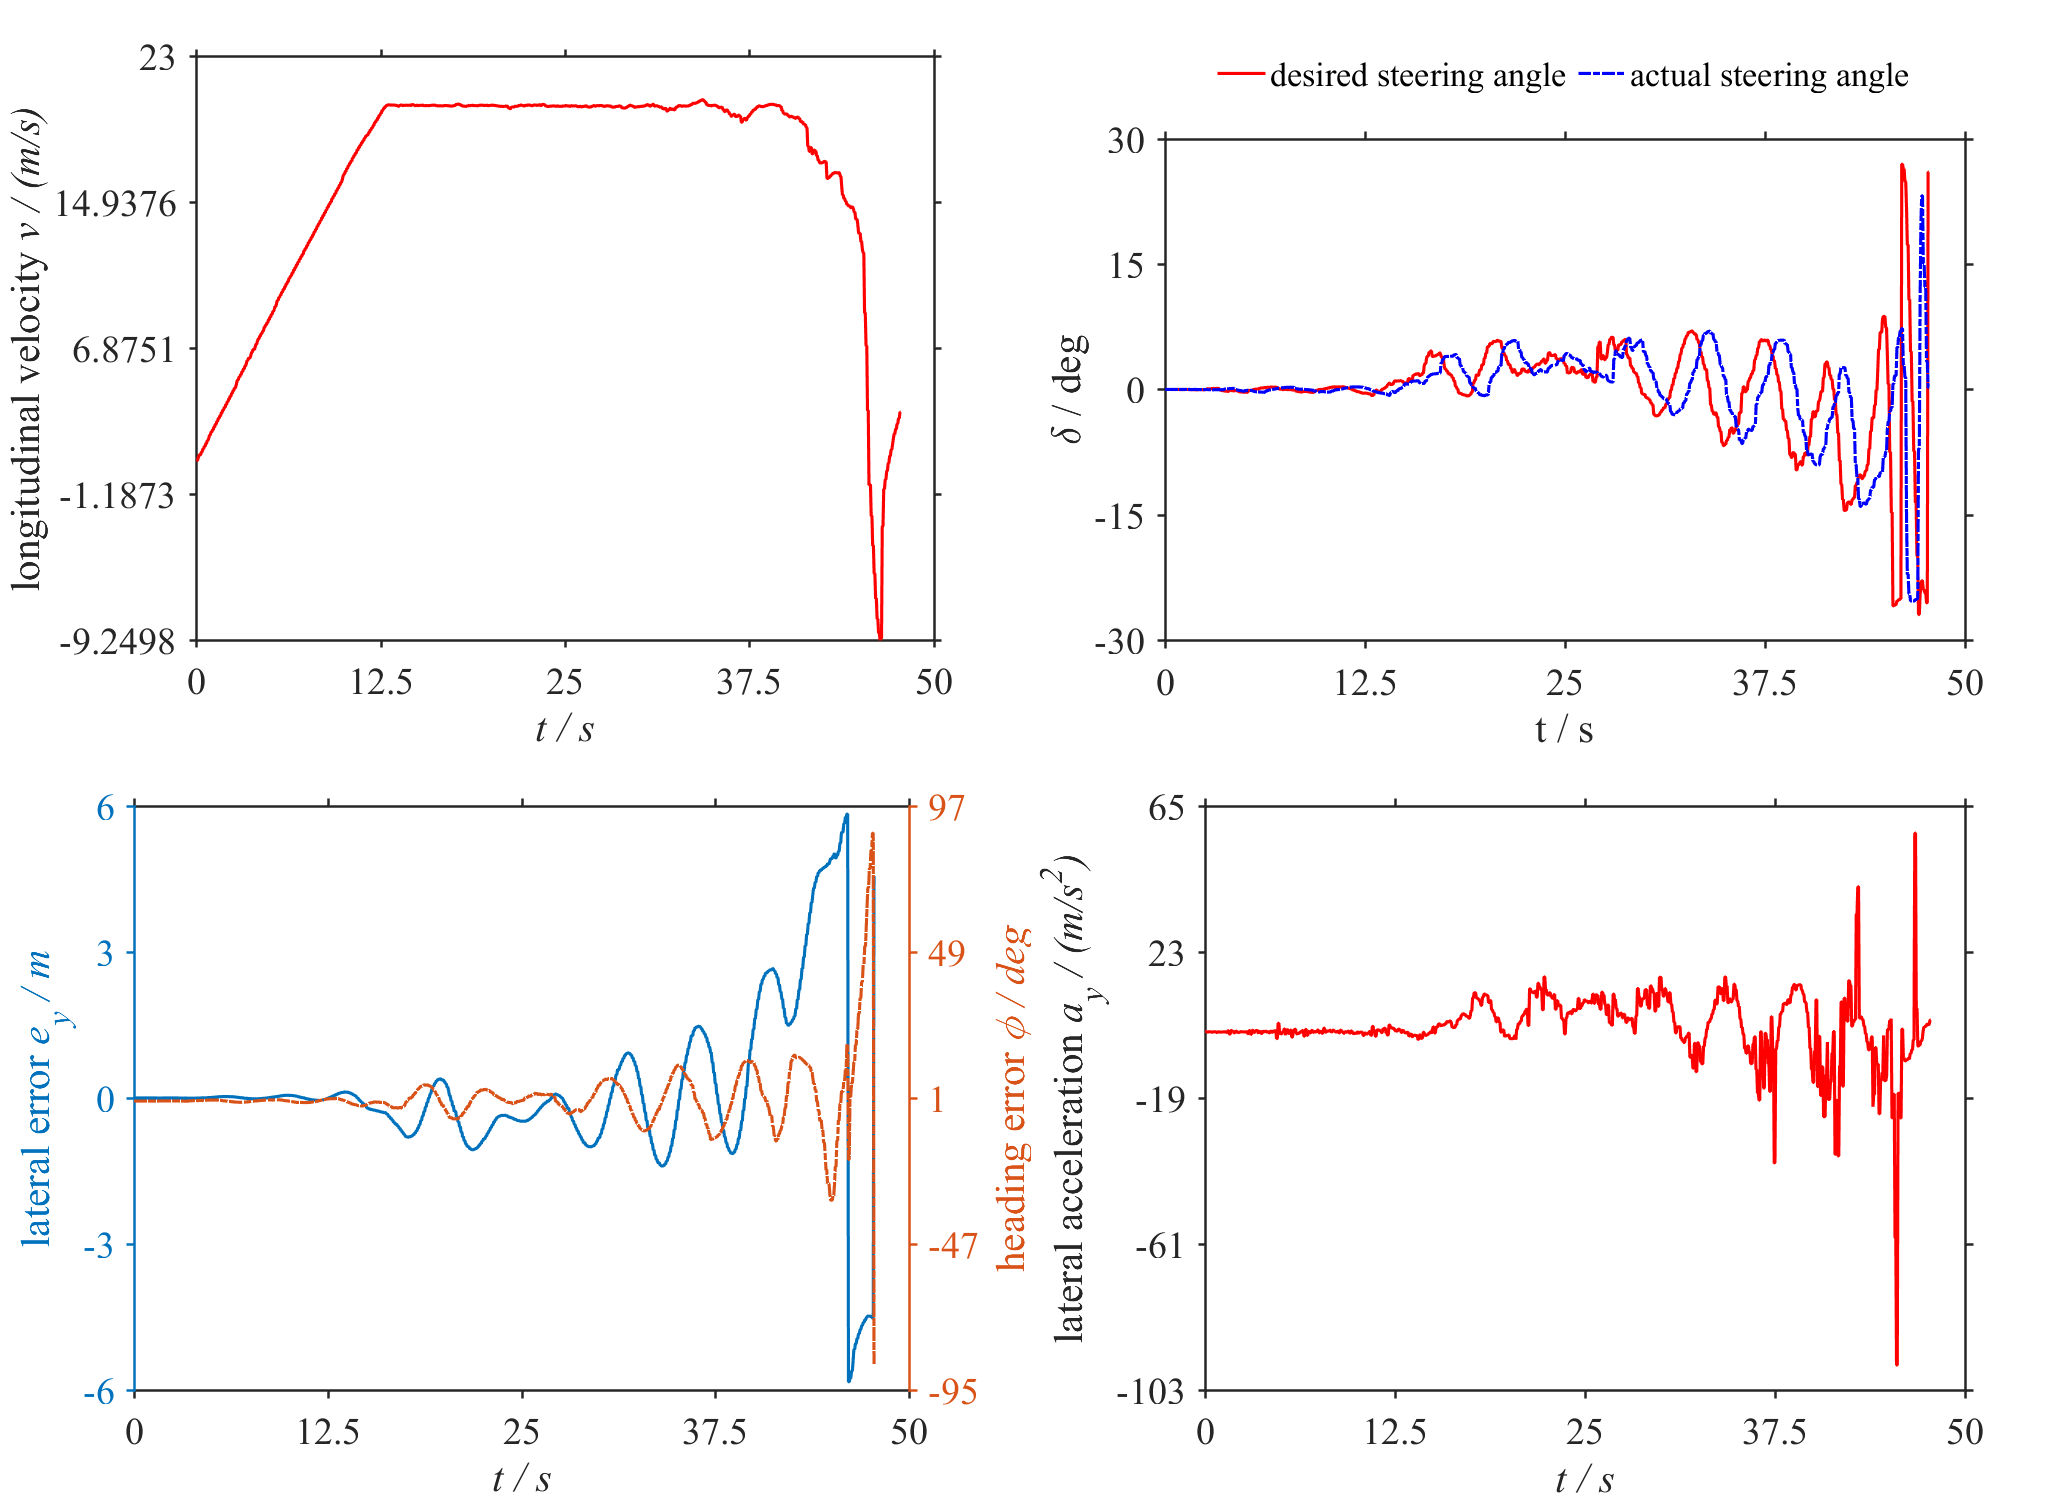 23
14.9376
6.8751
-1.1873
-9.2498
0 12.5 25 37.5 50
t / s
longitudinal velocity v / (m/s)
desired steering angle actual steering angle
30
15
0
-15
-30
0 12.5 25 37.5 50
t / s
δ / deg
6
3
0
-3
-6
97
49
1
-47
-95
0 12.5 25 37.5 50
t / s
lateral error e_y / m
heading error ϕ / deg
65
23
-19
-61
-103
0 12.5 25 37.5 50
t / s
lateral acceleration a_y / (m/s²)